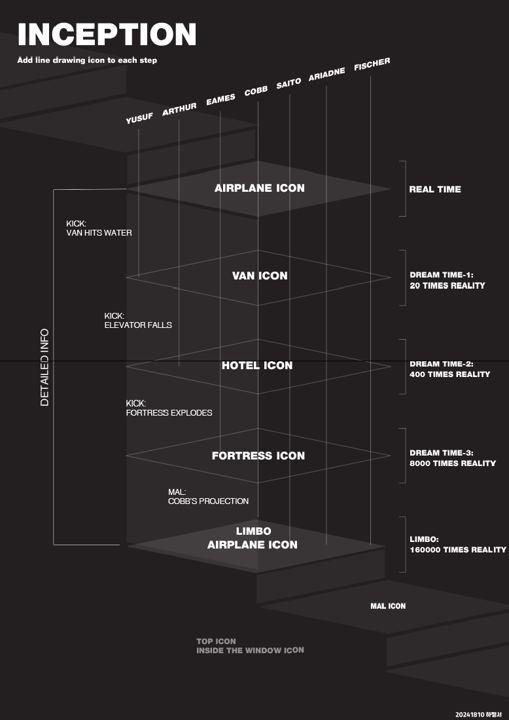 INCEPTION
Add line drawing icon to each step
YUSUF
ARTHUR
EAMES
COBB
SAITO
ARIADNE
FISCHER
AIRPLANE ICON
REAL TIME
KICK:
VAN HITS WATER
VAN ICON
DREAM TIME-1:
20 TIMES REALITY
KICK:
ELEVATOR FALLS
DETAILED INFO
HOTEL ICON
DREAM TIME-2:
400 TIMES REALITY
KICK:
FORTRESS EXPLODES
FORTRESS ICON
DREAM TIME-3:
8000 TIMES REALITY
MAL:
COBB'S PROJECTION
LIMBO
AIRPLANE ICON
LIMBO:
160000 TIMES REALITY
MAL ICON
TOP ICON
INSIDE THE WINDOW ICON
20241810